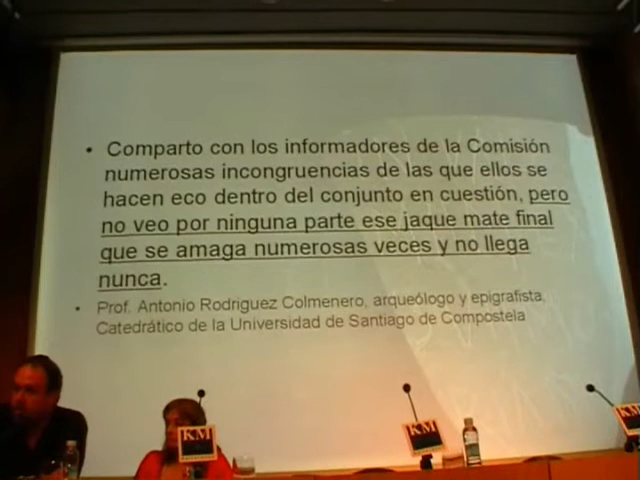 • Comparto con los informadores de la Comisión
numerosas incongruencias de las que ellos se
hacen eco dentro del conjunto en cuestión, pero
no veo por ninguna parte ese jaque mate final
que se amaga numerosas veces y no llega
nunca.
• Prof. Antonio Rodriguez Colmenero, arqueólogo y epigrafista,
Catedrático de la Universidad de Santiago de Compostela
KM
KM
KM